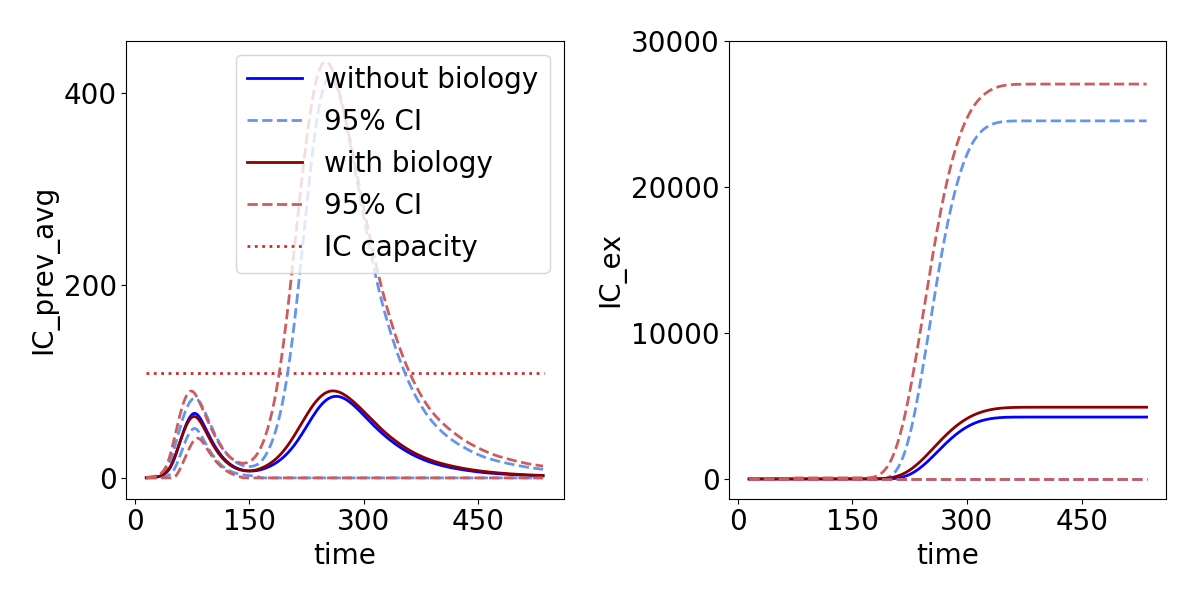 IC_prev_avg
400
200
0
0
150
300
450
time
without biology
95% CI
with biology
95% CI
IC capacity
IC_ex
30000
20000
10000
0
0
150
300
450
time